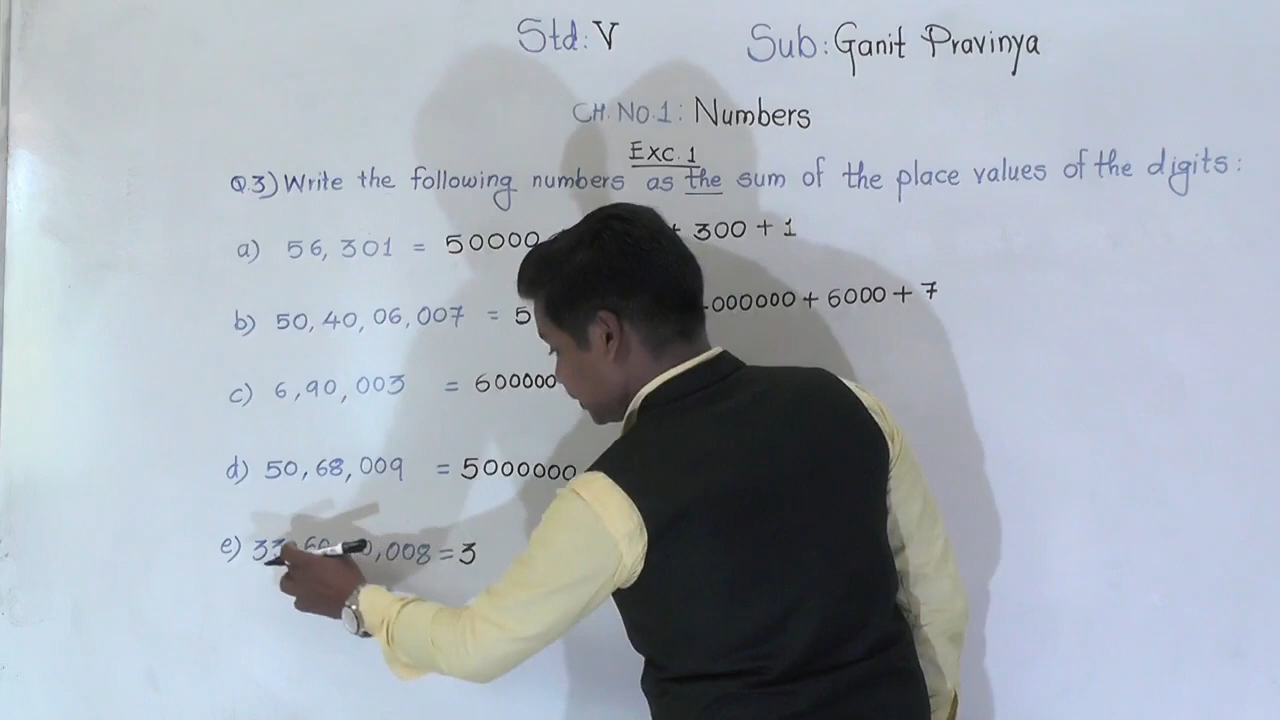 Std: V Sub: Ganit Pravinya
CH. NO. 1: Numbers
Exc. 1
Q.3) Write the following numbers as the sum of the place values of the digits:
a) 56, 301 = 50000 + 300 + 1
b) 50, 40, 06, 007 = 5 000000 + 6000 + 7
c) 6, 90, 003 = 600000
d) 50, 68, 009 = 5000000
e) 33, 60, ,008 = 3